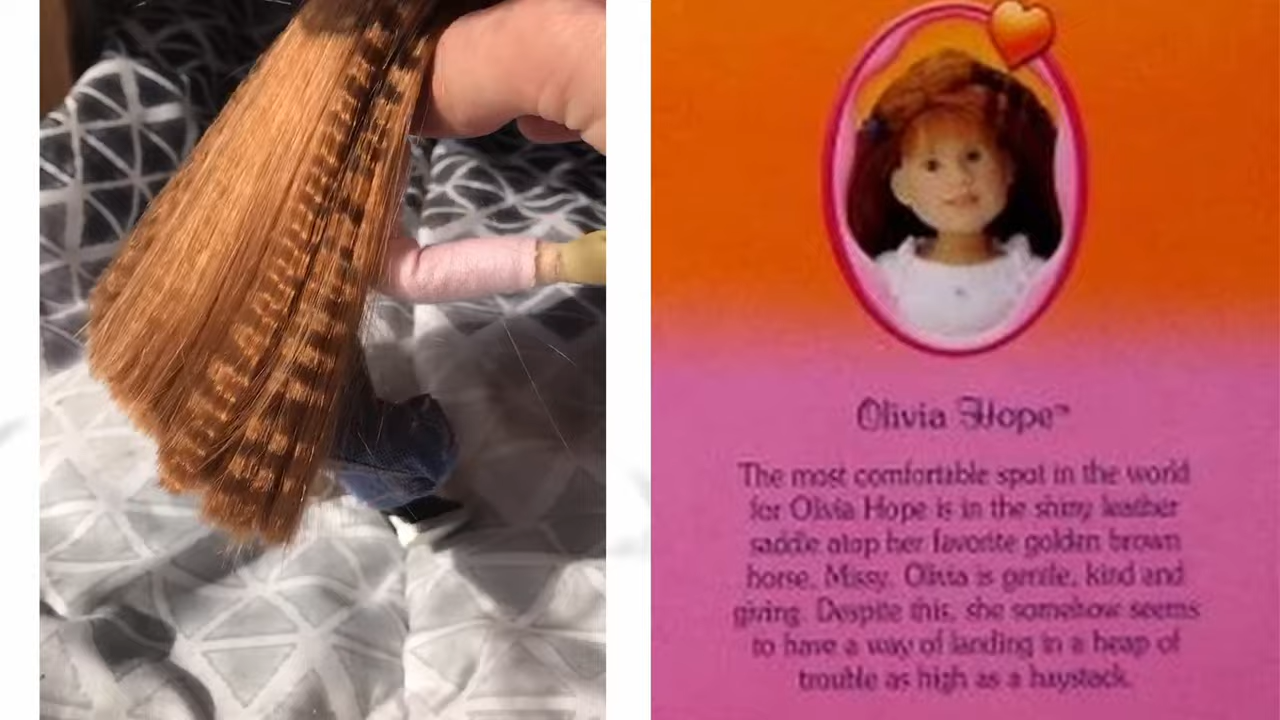 Olivia Hope™
The most comfortable spot in the world
for Olivia Hope is in the shiny leather
saddle atop her favorite golden brown
horse, Missy. Olivia is gentle, kind and
giving. Despite this, she somehow seems
to have a way of landing in a heap of
trouble as high as a haystack.